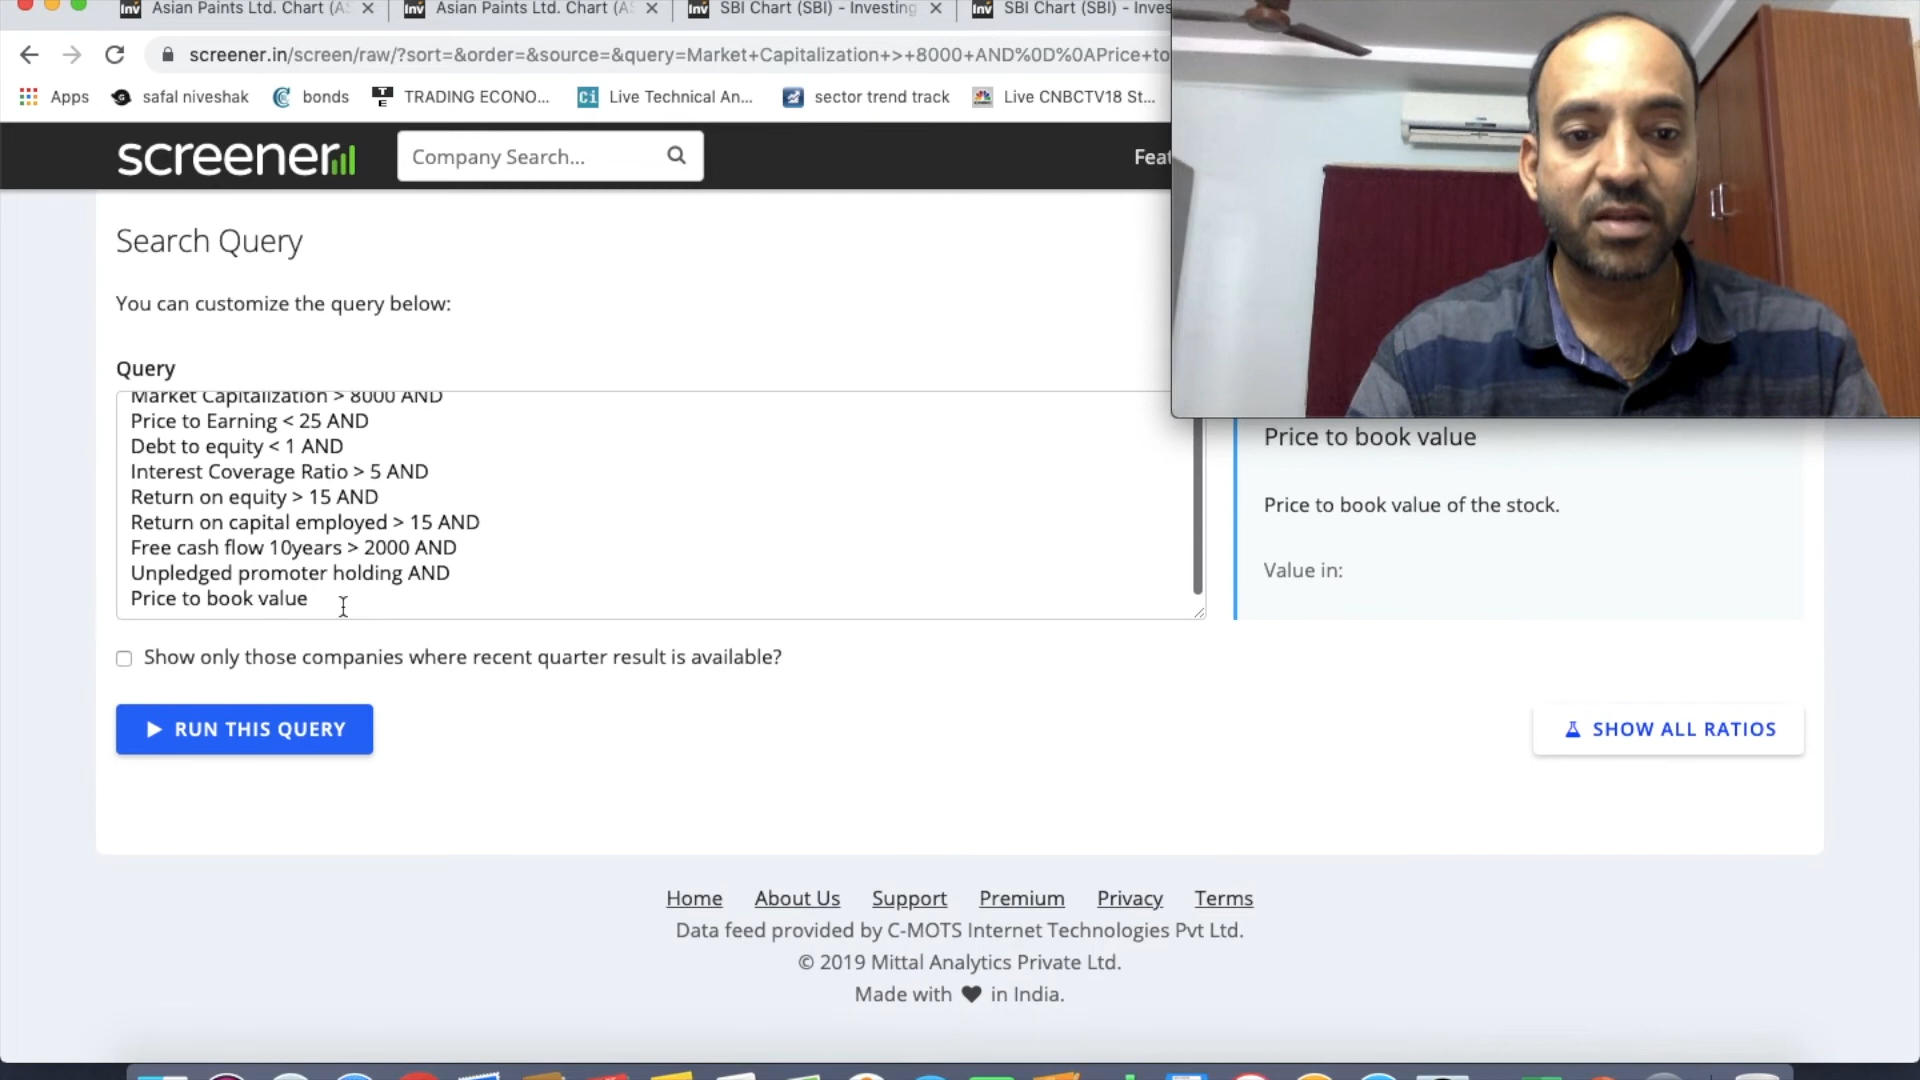 Asian Paints Ltd. Chart (A
Asian Paints Ltd. Chart (A
SBI Chart (SBI) - Investing
SBI Chart (SBI) - Inves
screener.in/screen/raw/?sort=&order=&source=&query=Market+Capitalization+>+8000+AND%0D%0APrice+to
Apps
safal niveshak
bonds
TRADING ECONO...
Live Technical An...
sector trend track
Live CNBCTV18 St...
screener
Company Search...
Feat
Search Query
You can customize the query below:
Query
Market Capitalization > 8000 AND
Price to Earning < 25 AND
Debt to equity < 1 AND
Interest Coverage Ratio > 5 AND
Return on equity > 15 AND
Return on capital employed > 15 AND
Free cash flow 10years > 2000 AND
Unpledged promoter holding AND
Price to book value
Price to book value
Price to book value of the stock.
Value in:
Show only those companies where recent quarter result is available?
RUN THIS QUERY
SHOW ALL RATIOS
Home About Us Support Premium Privacy Terms
Data feed provided by C-MOTS Internet Technologies Pvt Ltd.
© 2019 Mittal Analytics Private Ltd.
Made with ♥ in India.